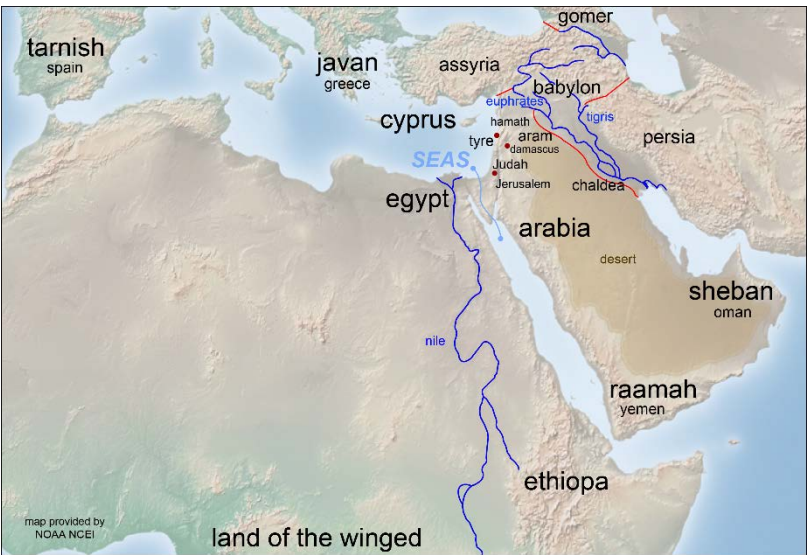 gomer
tarnish
spain
javan
greece
assyria
babylon
euphrates
tigris
cyprus
hamath
tyre
aram
damascus
persia
SEAS
Judah
Jerusalem
chaldea
egypt
arabia
desert
sheban
oman
nile
raamah
yemen
ethiopa
map provided by
NOAA NCEI
land of the winged